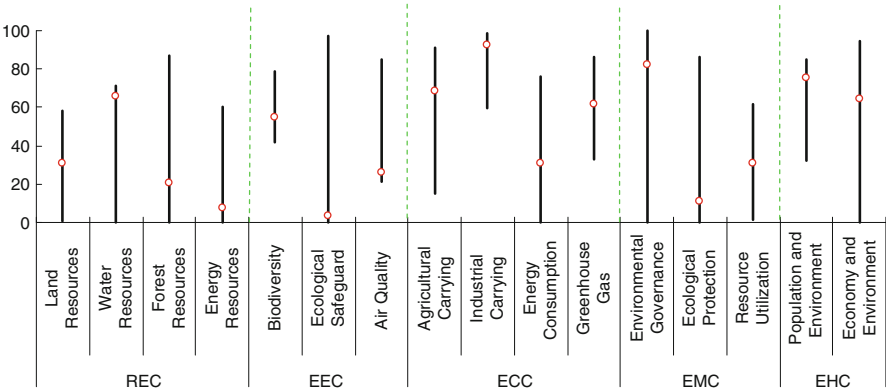 100
80
60
40
20
0
Land
Resources
Water
Resources
Forest
Resources
Energy
Resources
Biodiversity
Ecological
Safeguard
Air Quality
Agricultural
Carrying
Industrial
Carrying
Energy
Consumption
Greenhouse
Gas
Environmental
Governance
Ecological
Protection
Resource
Utilization
Population and
Environment
Economy and
Environment
REC
EEC
ECC
EMC
EHC